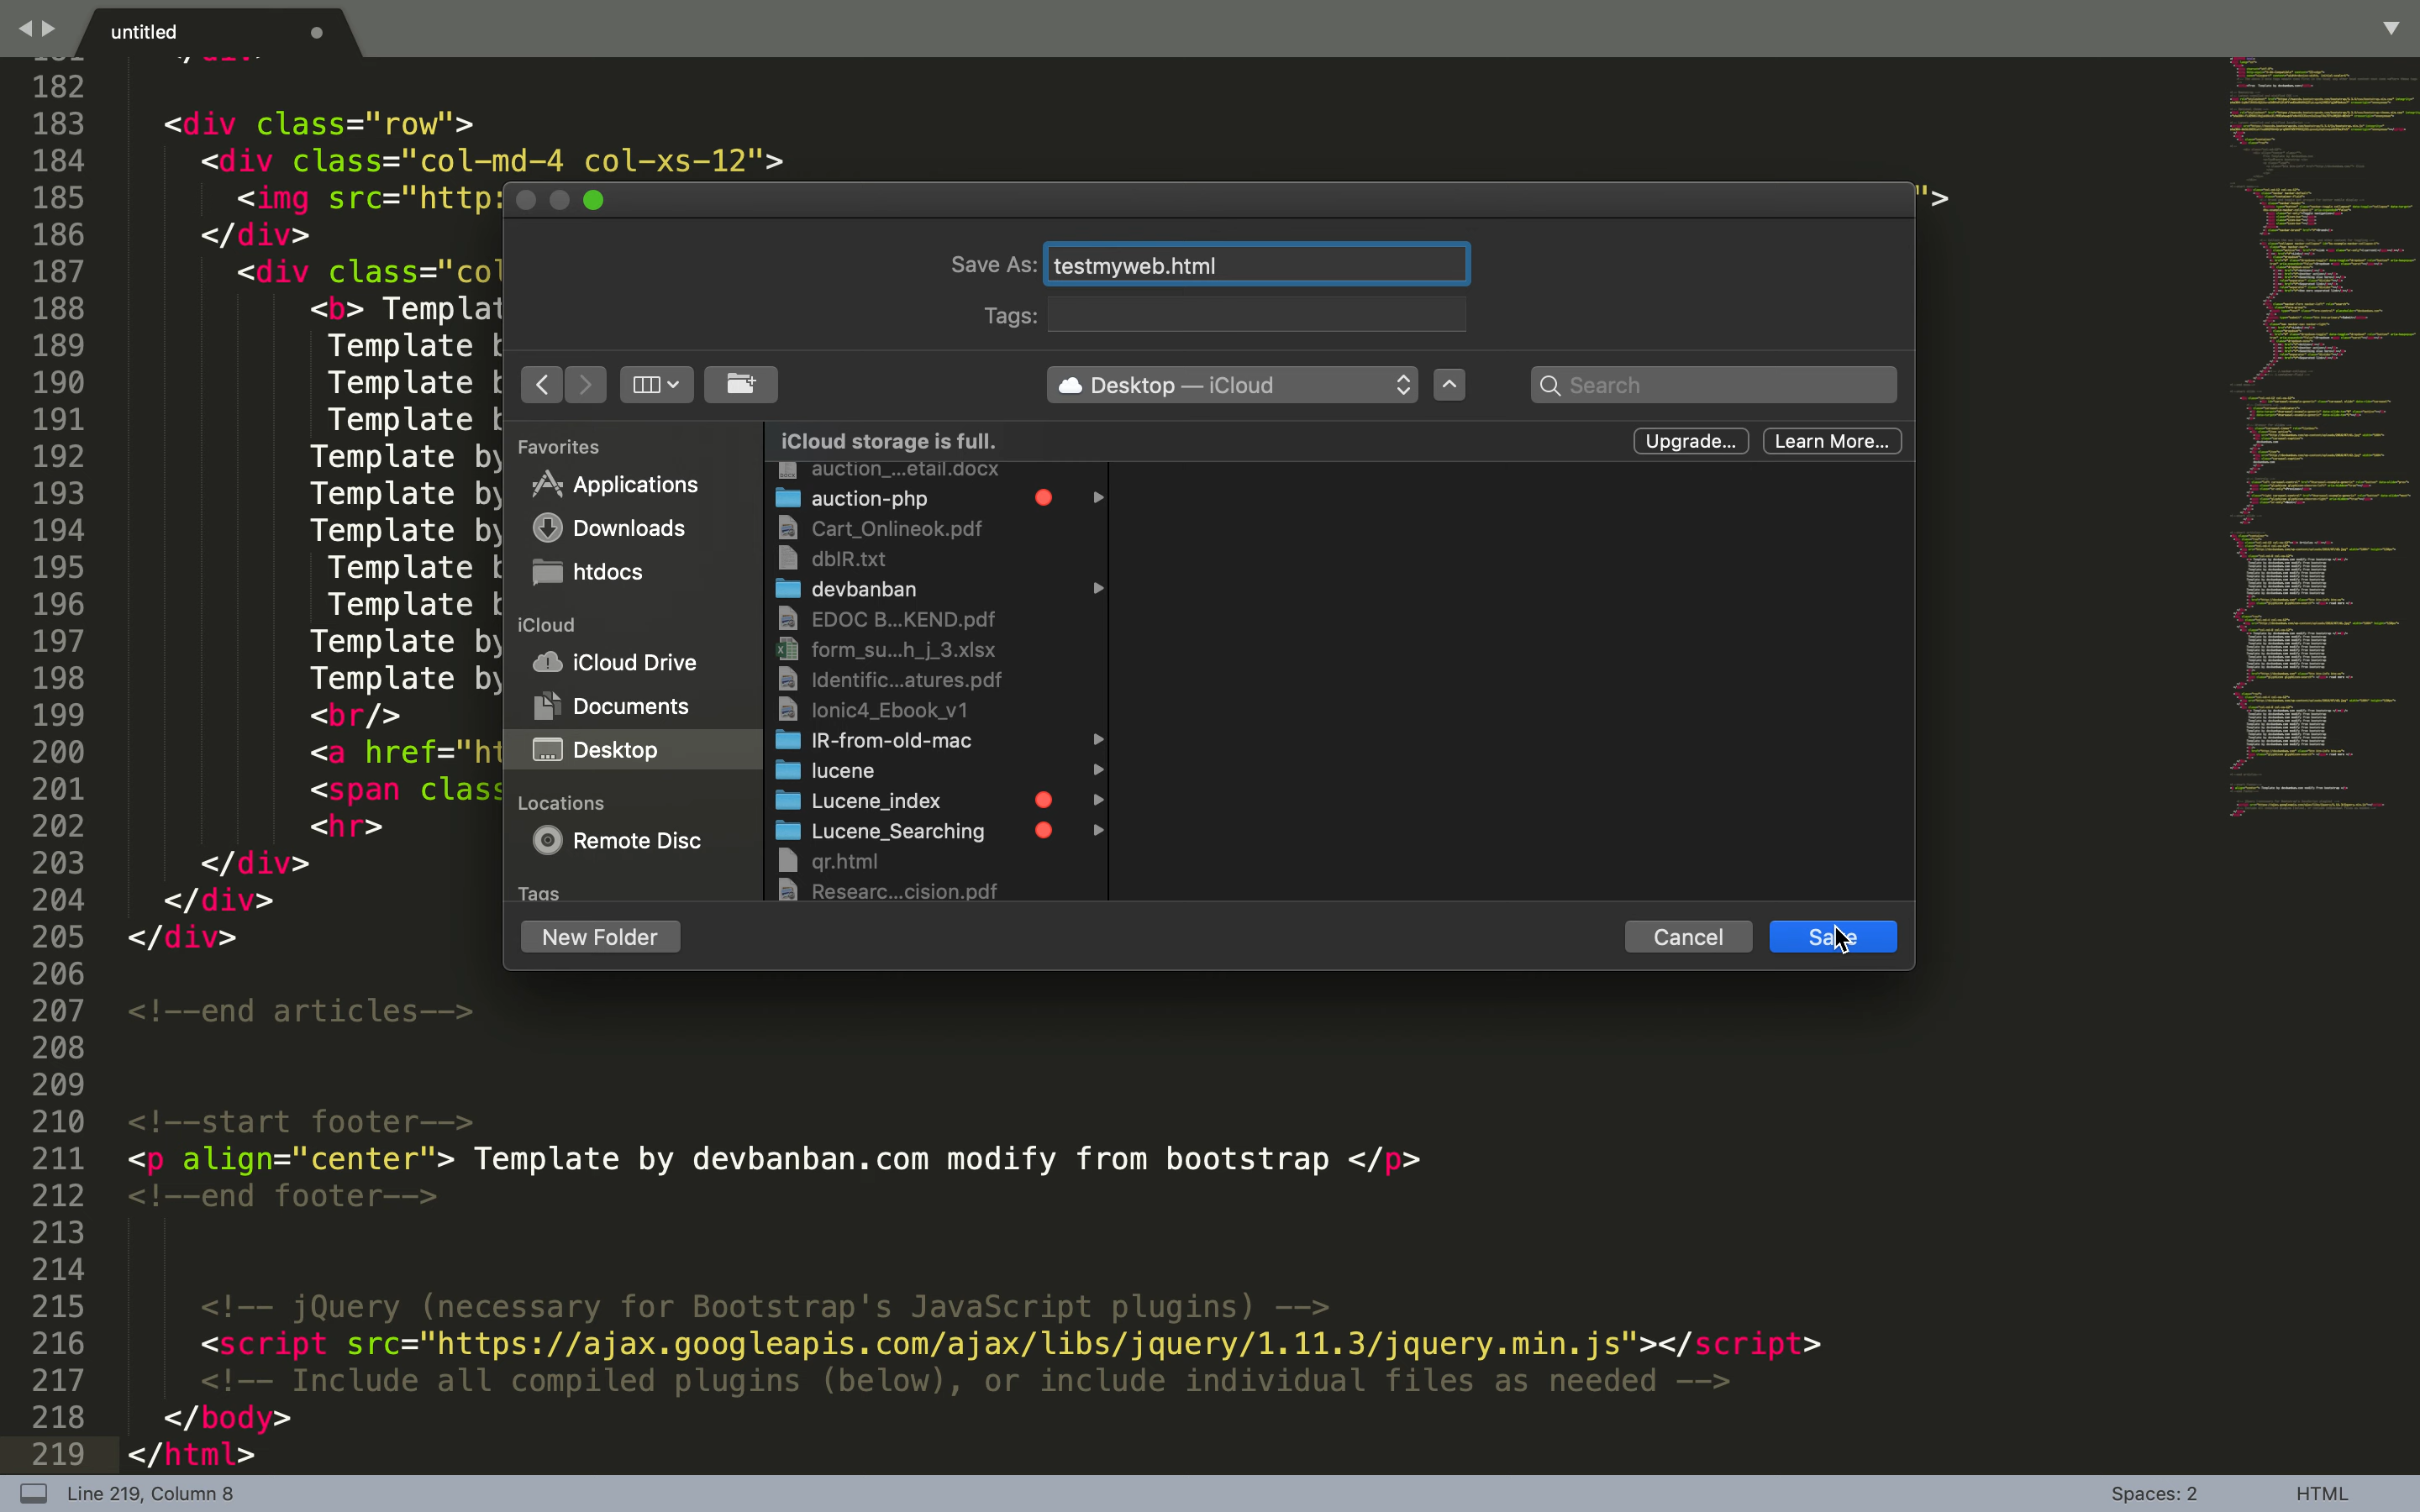 untitled
182
183 <div class="row">
184 <div class="col-md-4 col-xs-12">
185 <img src="http: ">
186 </div>
187 <div class="col
188 <b> Templat
189 Template b
190 Template b
191 Template b
192 Template by
193 Template by
194 Template by
195 Template b
196 Template b
197 Template by
198 Template by
199 <br/>
200 <a href="ht
201 <span class
202 <hr>
203 </div>
204 </div>
205 </div>
206
207 <!--end articles-->
208
209
210 <!--start footer-->
211 <p align="center"> Template by devbanban.com modify from bootstrap </p>
212 <!--end footer-->
213
214
215 <!-- jQuery (necessary for Bootstrap's JavaScript plugins) -->
216 <script src="https://ajax.googleapis.com/ajax/libs/jquery/1.11.3/jquery.min.js"></script>
217 <!-- Include all compiled plugins (below), or include individual files as needed -->
218 </body>
219 </html>
Save As: testmyweb.html
Tags:
Desktop — iCloud
Search
Favorites
Applications
Downloads
htdocs
iCloud
iCloud Drive
Documents
Desktop
Locations
Remote Disc
Tags
iCloud storage is full.
Upgrade...
Learn More...
auction_...etail.docx
auction-php
Cart_Onlineok.pdf
dbIR.txt
devbanban
EDOC B...KEND.pdf
form_su...h_j_3.xlsx
Identific...atures.pdf
Ionic4_Ebook_v1
IR-from-old-mac
lucene
Lucene_index
Lucene_Searching
qr.html
Researc...cision.pdf
New Folder
Cancel
Save
Line 219, Column 8
Spaces: 2
HTML